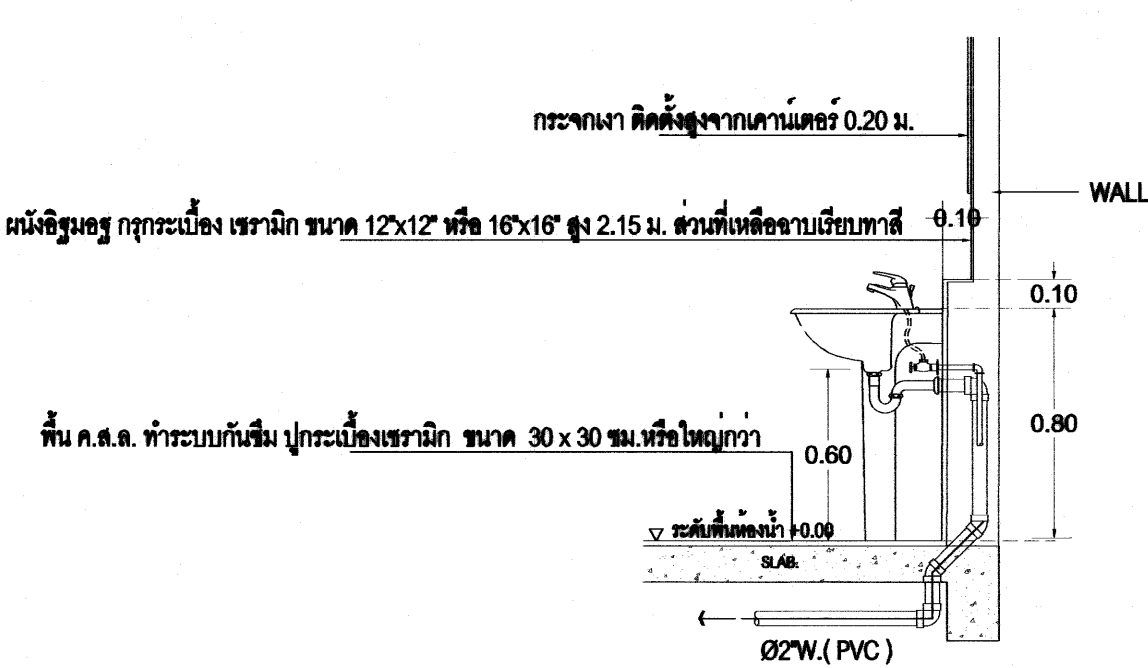 กระจกเงา ติดตั้งสูงจากเคาน์เตอร์ 0.20 ม.
WALL
ผนังอิฐมอฐ กรุกระเบื้อง เซรามิก ขนาด 12"x12" หรือ 16"x16" สูง 2.15 ม. ส่วนที่เหลือฉาบเรียบทาสี
0.10
0.10
0.80
พื้น ค.ส.ล. ทำระบบกันซึม ปูกระเบื้องเซรามิก ขนาด 30 x 30 ซม.หรือใหญ่กว่า
0.60
ระดับพื้นห้องน้ำ +0.00
SLAB.
Ø2"W.( PVC )